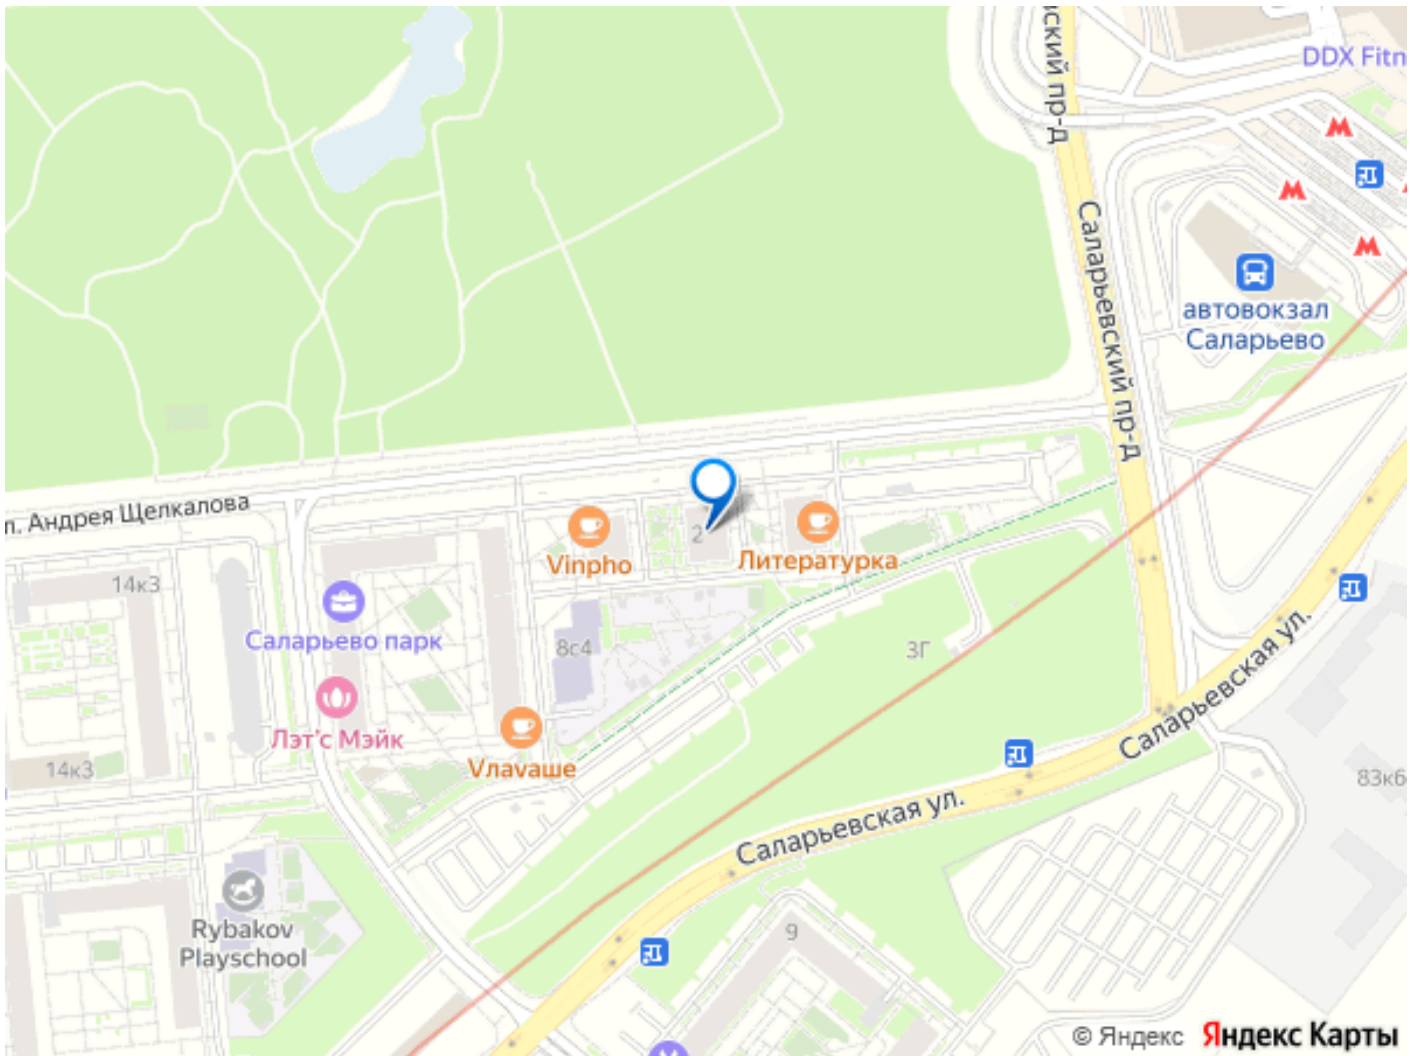 ский пр-д
DDX Fitn
Саларьевский пр-д
автовокзал
Саларьево
л. Андрея Щелкалова
Vinpho
2
Литературка
14к3
Саларьево парк
8с4
3Г
Лэт'с Мэйк
Vлаvаше
14к3
Саларьевская ул.
83к6
Саларьевская ул.
Rybakov
Playschool
9
© Яндекс Яндекс Карты